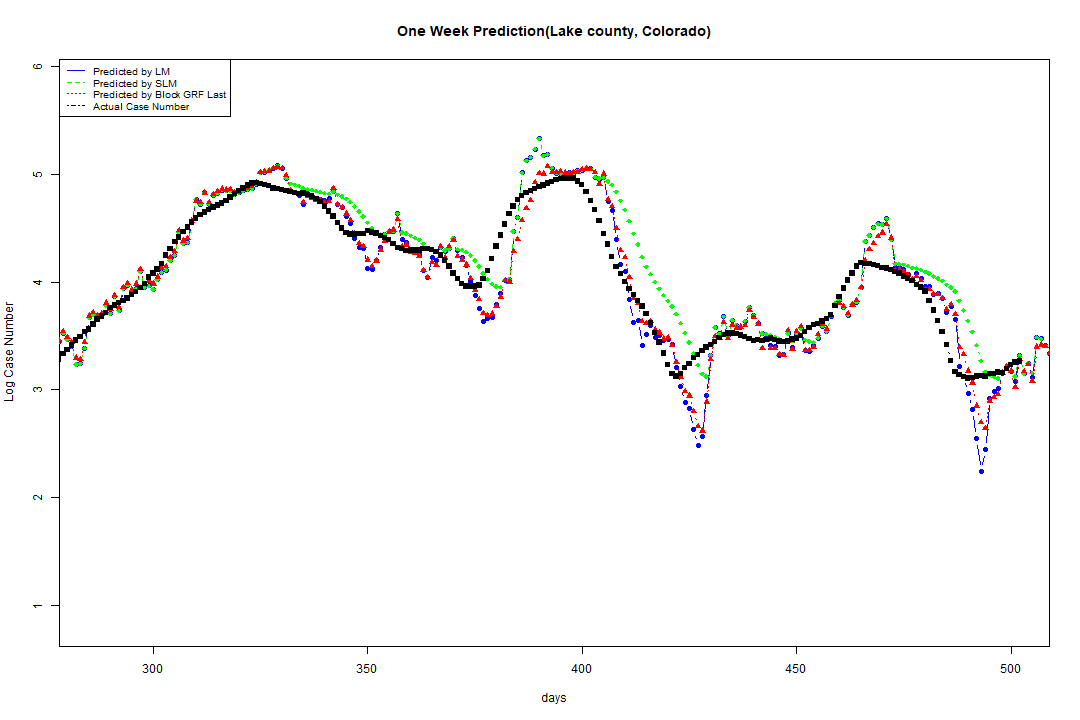 One Week Prediction(Lake county, Colorado)
Predicted by LM
Predicted by SLM
Predicted by Block GRF Last
Actual Case Number
6
5
4
3
2
1
Log Case Number
300
350
400
450
500
days